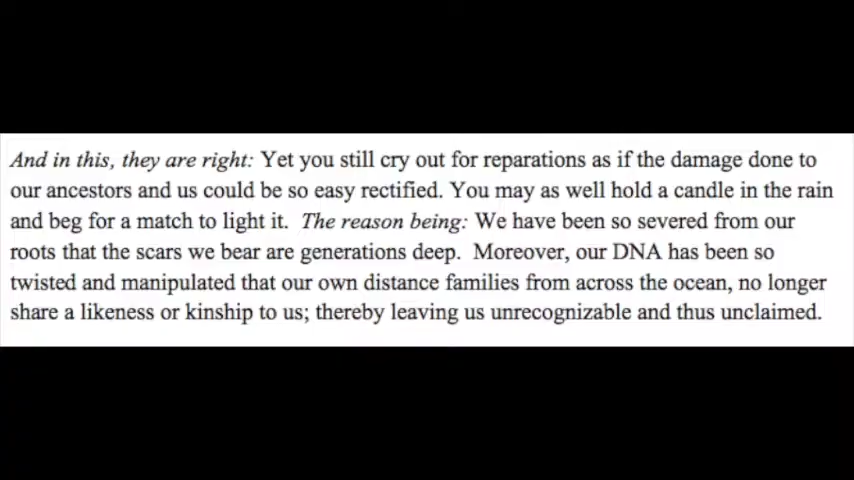 And in this, they are right: Yet you still cry out for reparations as if the damage done to
our ancestors and us could be so easy rectified. You may as well hold a candle in the rain
and beg for a match to light it. The reason being: We have been so severed from our
roots that the scars we bear are generations deep. Moreover, our DNA has been so
twisted and manipulated that our own distance families from across the ocean, no longer
share a likeness or kinship to us; thereby leaving us unrecognizable and thus unclaimed.